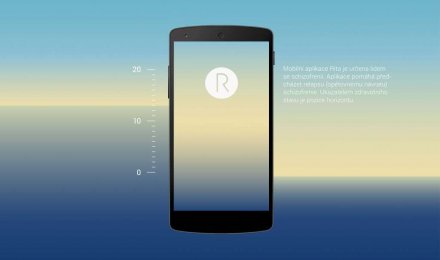 20
10
0
R
Mobilní aplikace Ríša je určena lidem
se schizofrenií. Aplikace pomáhá před-
cházet relapsu (opětovnému návratu)
schizofrenie. Ukazatelem zdravotního
stavu je pozice horizontu.